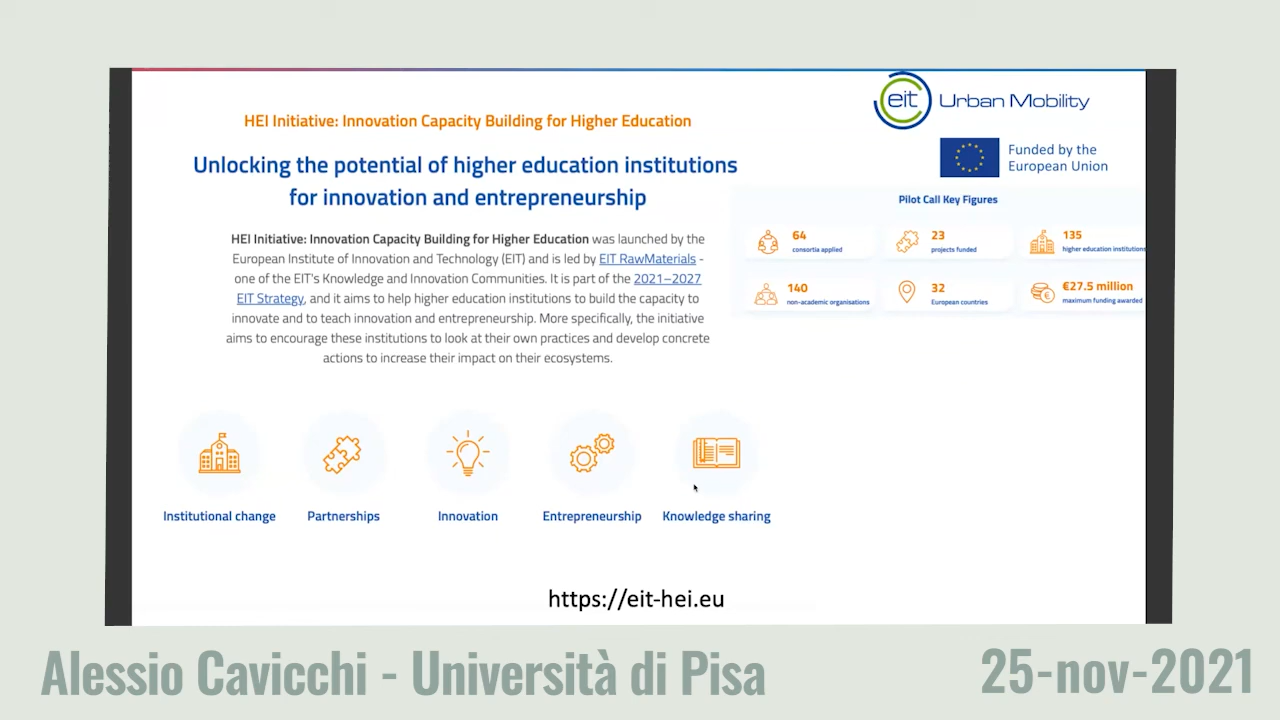 eit Urban Mobility
Funded by the
European Union
HEI Initiative: Innovation Capacity Building for Higher Education
Unlocking the potential of higher education institutions
for innovation and entrepreneurship
HEI Initiative: Innovation Capacity Building for Higher Education was launched by the
European Institute of Innovation and Technology (EIT) and is led by EIT RawMaterials -
one of the EIT's Knowledge and Innovation Communities. It is part of the 2021–2027
EIT Strategy, and it aims to help higher education institutions to build the capacity to
innovate and to teach innovation and entrepreneurship. More specifically, the initiative
aims to encourage these institutions to look at their own practices and develop concrete
actions to increase their impact on their ecosystems.
Pilot Call Key Figures
64
consortia applied
23
projects funded
135
higher education institutions
140
non-academic organisations
32
European countries
€27.5 million
maximum funding awarded
Institutional change
Partnerships
Innovation
Entrepreneurship
Knowledge sharing
https://eit-hei.eu
Alessio Cavicchi - Università di Pisa
25-nov-2021